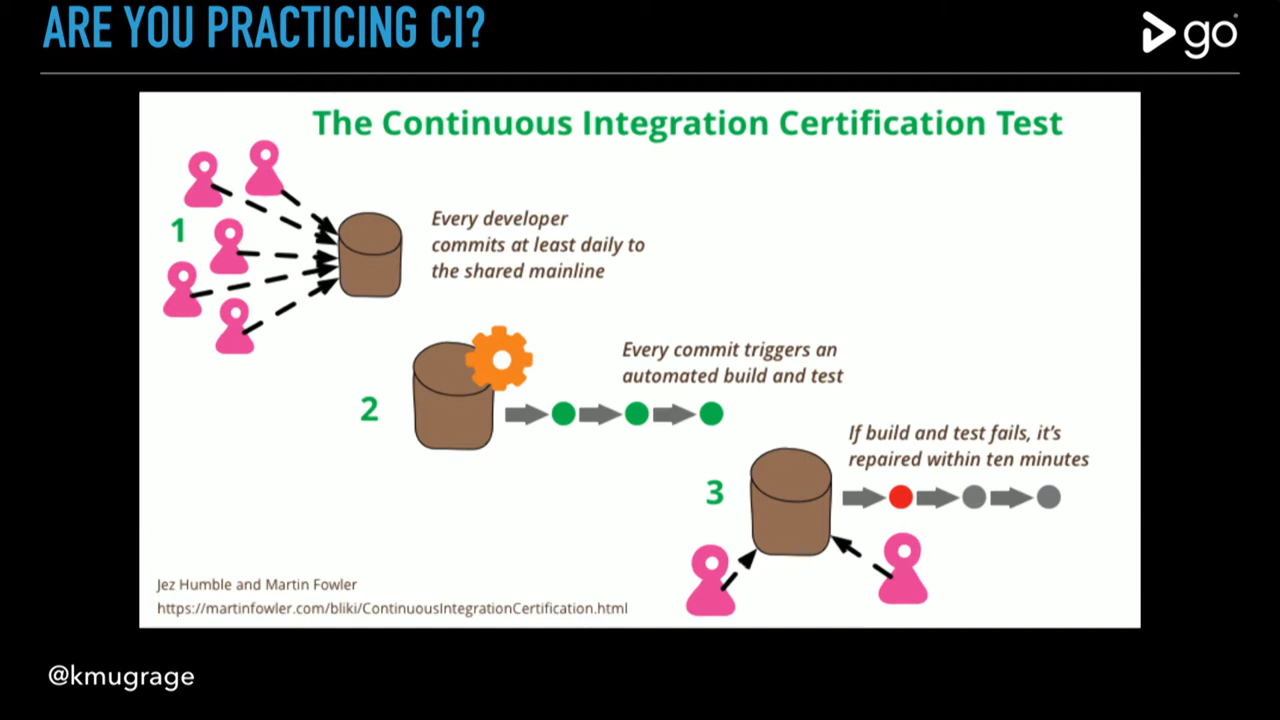 ARE YOU PRACTICING CI?
go
The Continuous Integration Certification Test
1
Every developer
commits at least daily to
the shared mainline
2
Every commit triggers an
automated build and test
3
If build and test fails, it's
repaired within ten minutes
Jez Humble and Martin Fowler
https://martinfowler.com/bliki/ContinuousIntegrationCertification.html
@kmugrage